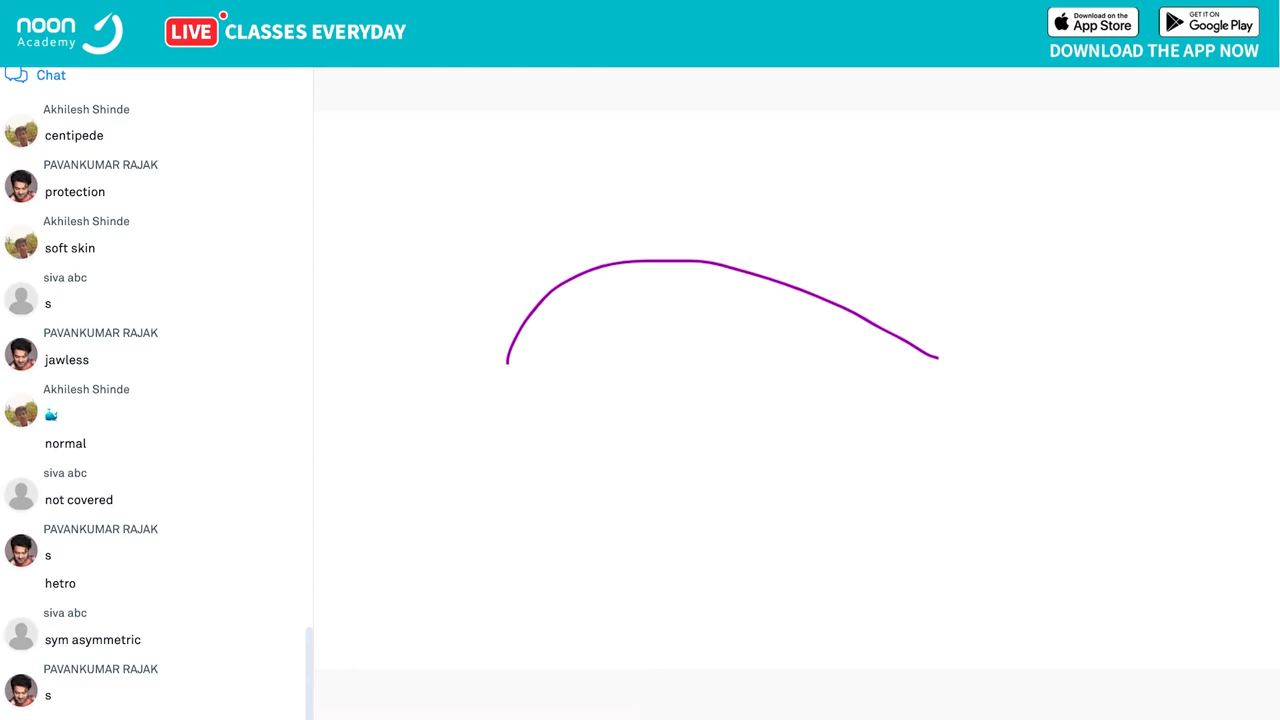 noon
Academy
LIVE CLASSES EVERYDAY
Download on the
App Store
GET IT ON
Google Play
DOWNLOAD THE APP NOW
Chat
Akhilesh Shinde
centipede
PAVANKUMAR RAJAK
protection
Akhilesh Shinde
soft skin
siva abc
s
PAVANKUMAR RAJAK
jawless
Akhilesh Shinde
🐳
normal
siva abc
not covered
PAVANKUMAR RAJAK
s
hetro
siva abc
sym asymmetric
PAVANKUMAR RAJAK
s